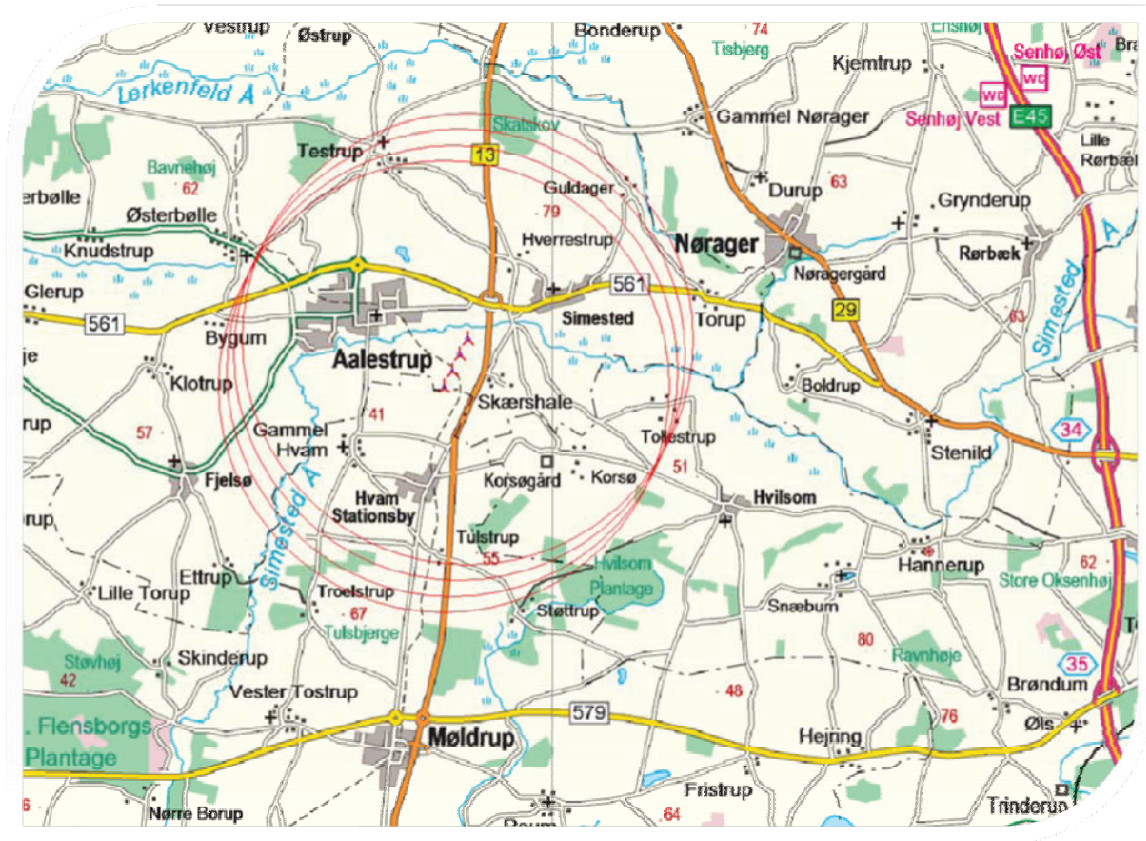 Østrup
Bonderup
74
Tisbjerg
Kjemtrup
Senhøj Øst
WC
WC
Senhøj Vest
E45
Lerkenfeld Å
Skatskov
Gammel Nørager
Lille
Testrup
13
Bavnehøj
62
Guldager
79
Durup
63
Grynderup
Østerbølle
Knudstrup
Hverrestrup
Nørager
Rørbæk
Nøragergård
Glerup
561
561
Simested
Torup
29
63
Simested
Å
Bygum
Aalestrup
Klotrup
Skærshale
Boldrup
41
Gammel
Hvam
57
Tolestrup
51
34
Stenild
Fjelsø
Hvam
Stationsby
Korsøgård
Korsø
Hvilsom
Simested Å
Tulstrup
55
Hvilsom
Plantage
Hannerup
62
Store Oksenhøj
Ettrup
Lille Torup
Troelstrup
67
Tulsbjerge
Støttrup
Snæbum
80
Ravnhøje
35
Støvhøj
42
Skinderup
Vester Tostrup
48
Brøndum
579
76
Øls
Flensborgs
Plantage
Møldrup
Hejring
Nørre Borup
Fristrup
64
Trinderup